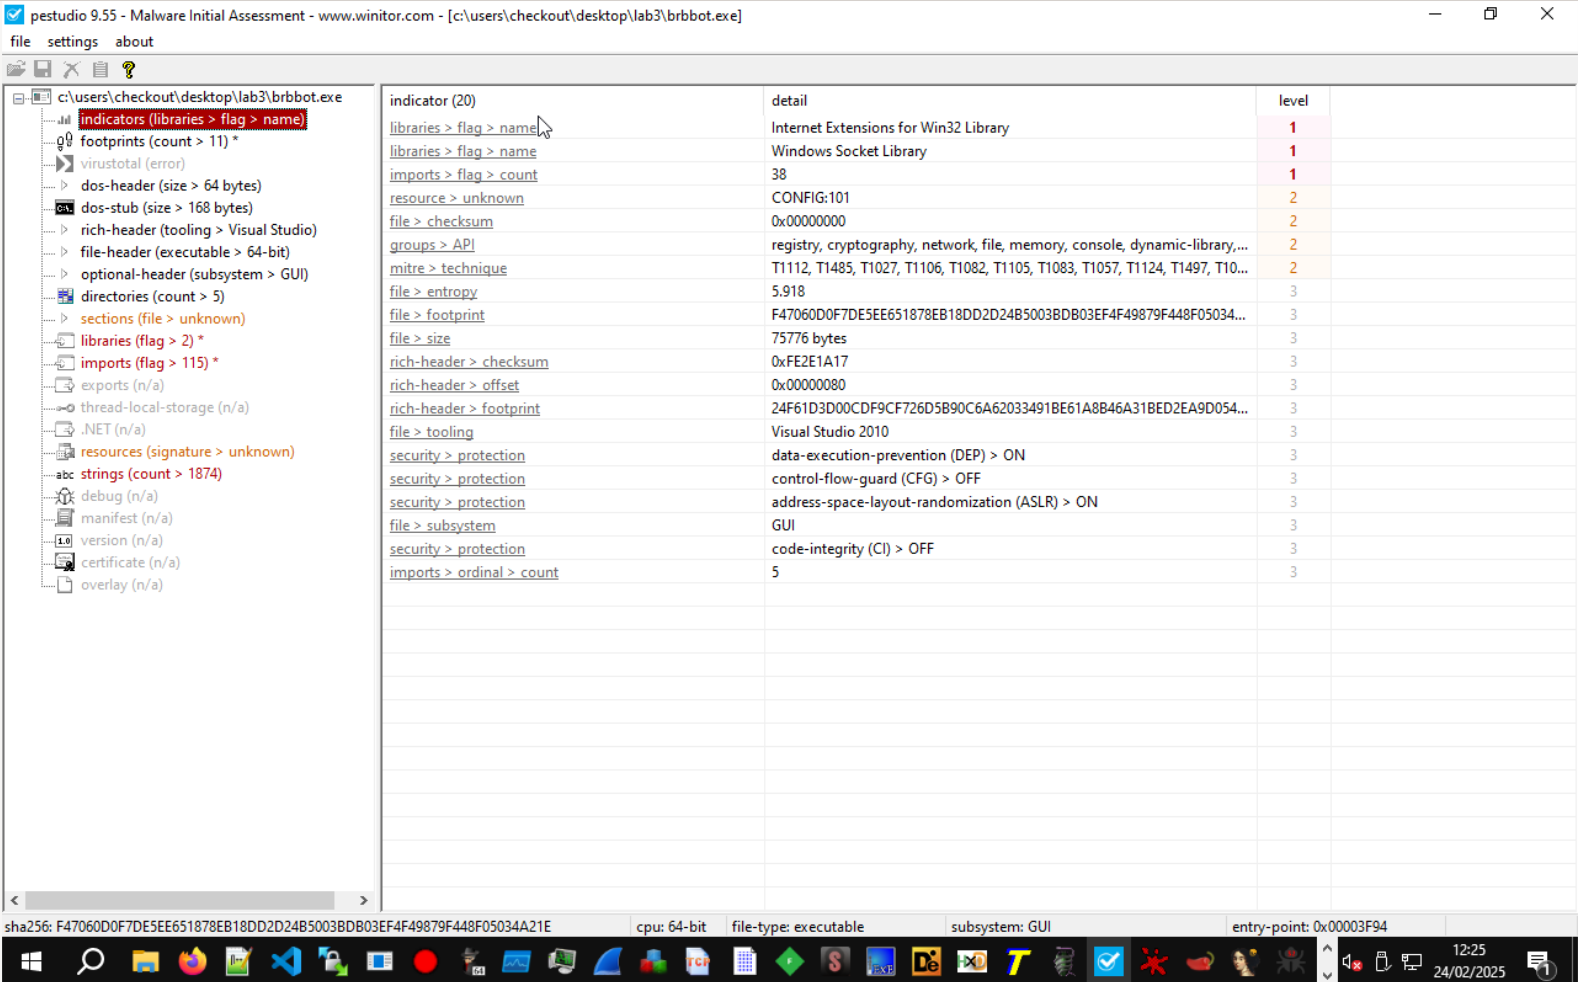 pestudio 9.55 - Malware Initial Assessment - www.winitor.com - [c:\users\checkout\desktop\lab3\brbbot.exe]
file settings about
c:\users\checkout\desktop\lab3\brbbot.exe
indicators (libraries > flag > name)
footprints (count > 11) *
virustotal (error)
dos-header (size > 64 bytes)
dos-stub (size > 168 bytes)
rich-header (tooling > Visual Studio)
file-header (executable > 64-bit)
optional-header (subsystem > GUI)
directories (count > 5)
sections (file > unknown)
libraries (flag > 2) *
imports (flag > 115) *
exports (n/a)
thread-local-storage (n/a)
.NET (n/a)
resources (signature > unknown)
abc strings (count > 1874)
debug (n/a)
manifest (n/a)
1.0 version (n/a)
certificate (n/a)
overlay (n/a)
indicator (20) detail level
libraries > flag > name Internet Extensions for Win32 Library 1
libraries > flag > name Windows Socket Library 1
imports > flag > count 38 1
resource > unknown CONFIG:101 2
file > checksum 0x00000000 2
groups > API registry, cryptography, network, file, memory, console, dynamic-library,... 2
mitre > technique T1112, T1485, T1027, T1106, T1082, T1105, T1083, T1057, T1124, T1497, T10... 2
file > entropy 5.918 3
file > footprint F47060D0F7DE5EE651878EB18DD2D24B5003BDB03EF4F49879F448F05034... 3
file > size 75776 bytes 3
rich-header > checksum 0xFE2E1A17 3
rich-header > offset 0x00000080 3
rich-header > footprint 24F61D3D00CDF9CF726D5B90C6A62033491BE61A8B46A31BED2EA9D054... 3
file > tooling Visual Studio 2010 3
security > protection data-execution-prevention (DEP) > ON 3
security > protection control-flow-guard (CFG) > OFF 3
security > protection address-space-layout-randomization (ASLR) > ON 3
file > subsystem GUI 3
security > protection code-integrity (CI) > OFF 3
imports > ordinal > count 5 3
sha256: F47060D0F7DE5EE651878EB18DD2D24B5003BDB03EF4F49879F448F05034A21E cpu: 64-bit file-type: executable subsystem: GUI entry-point: 0x00003F94
64 TCP EXP De T
12:25
24/02/2025
1